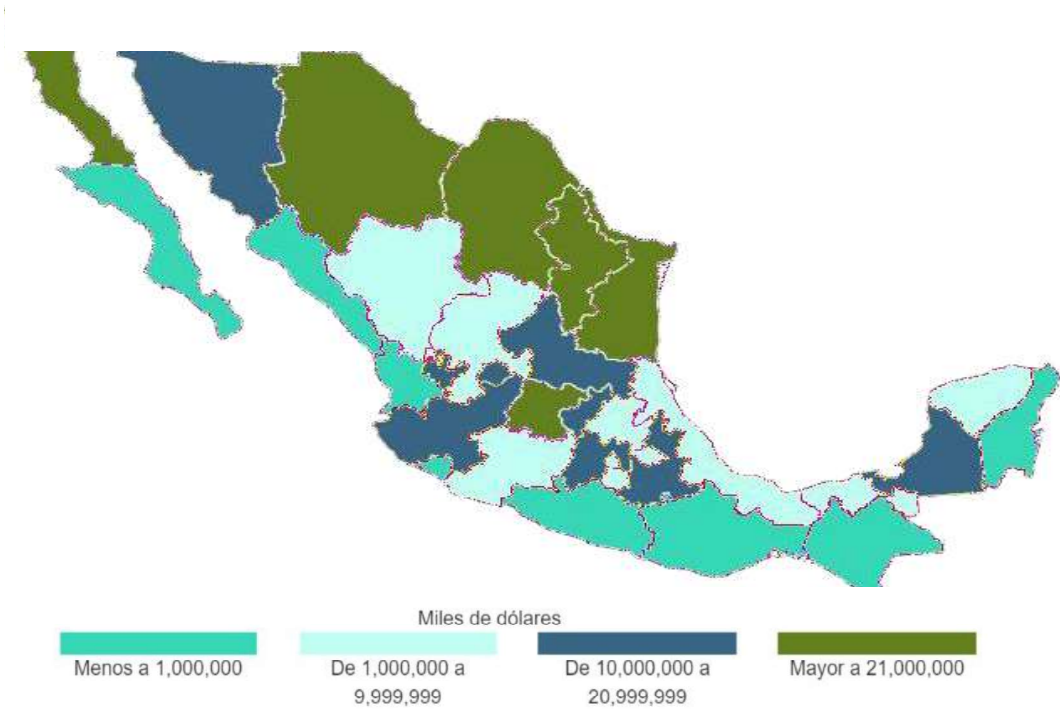 Miles de dólares
Menos a 1,000,000
De 1,000,000 a
9,999,999
De 10,000,000 a
20,999,999
Mayor a 21,000,000